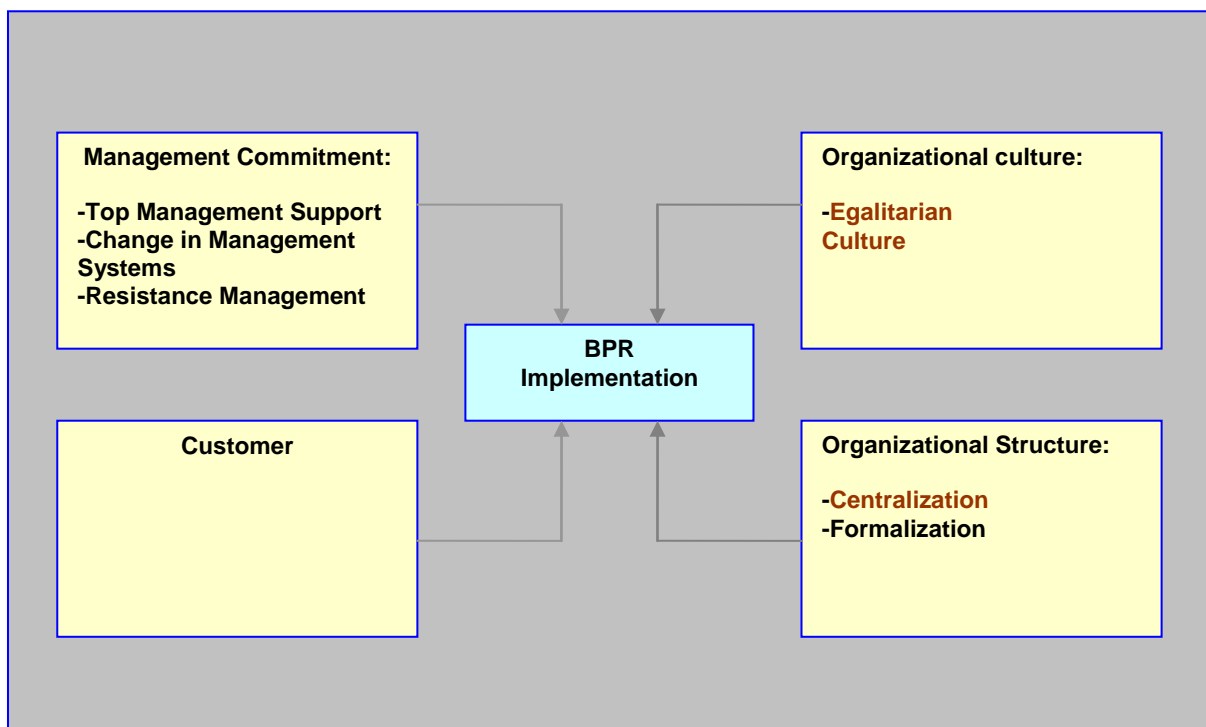 Management Commitment:
-Top Management Support
-Change in Management
Systems
-Resistance Management
Organizational culture:
-Egalitarian
Culture
BPR
Implementation
Customer
Organizational Structure:
-Centralization
-Formalization